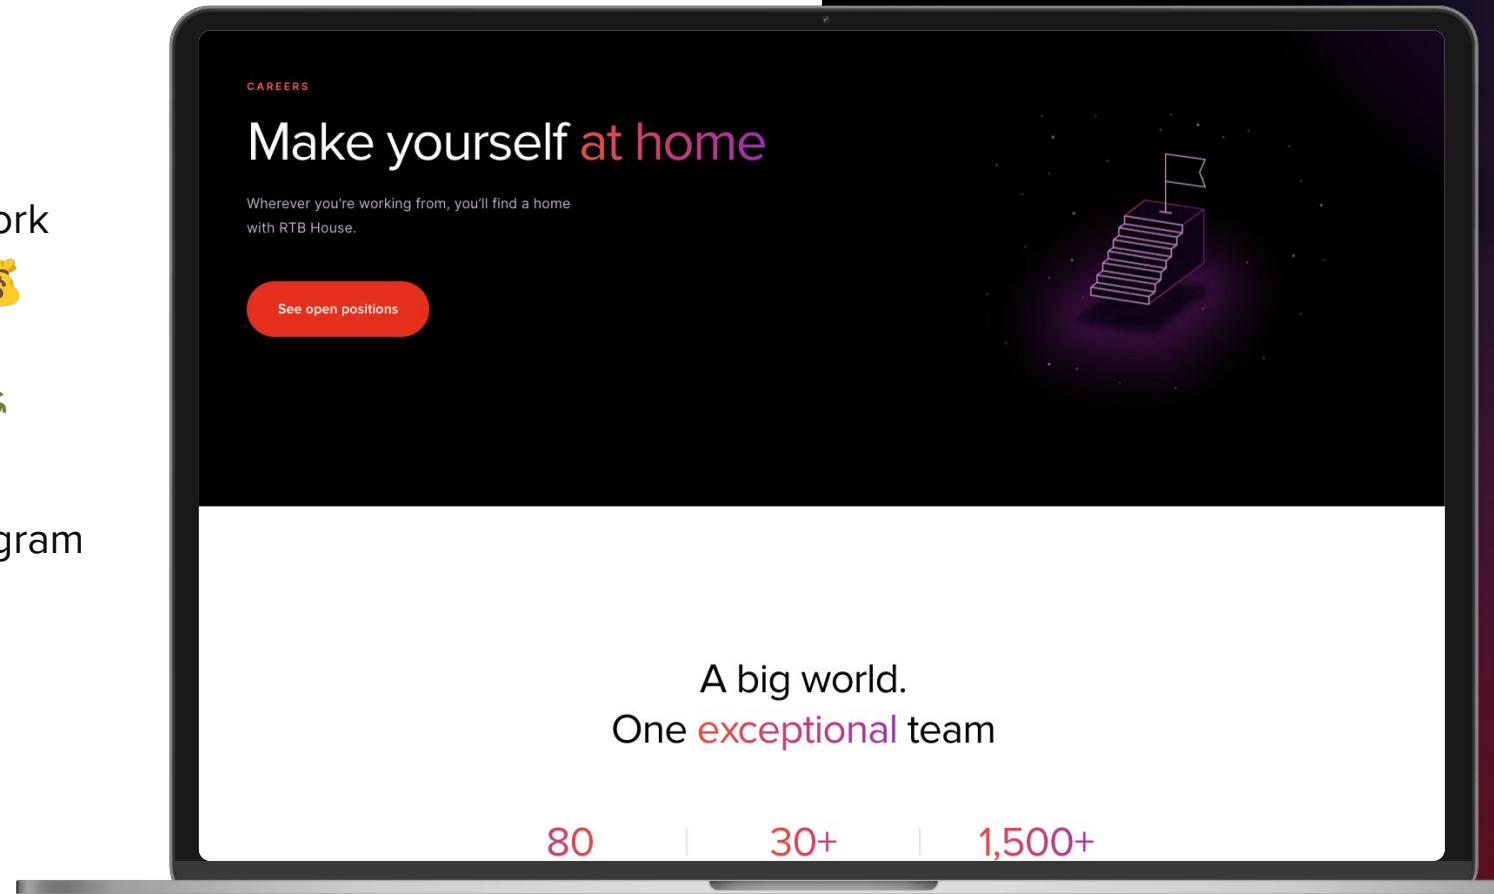 ork
gram
CAREERS
Make yourself at home
Wherever you're working from, you'll find a home
with RTB House.
See open positions
A big world.
One exceptional team
80
30+
1,500+